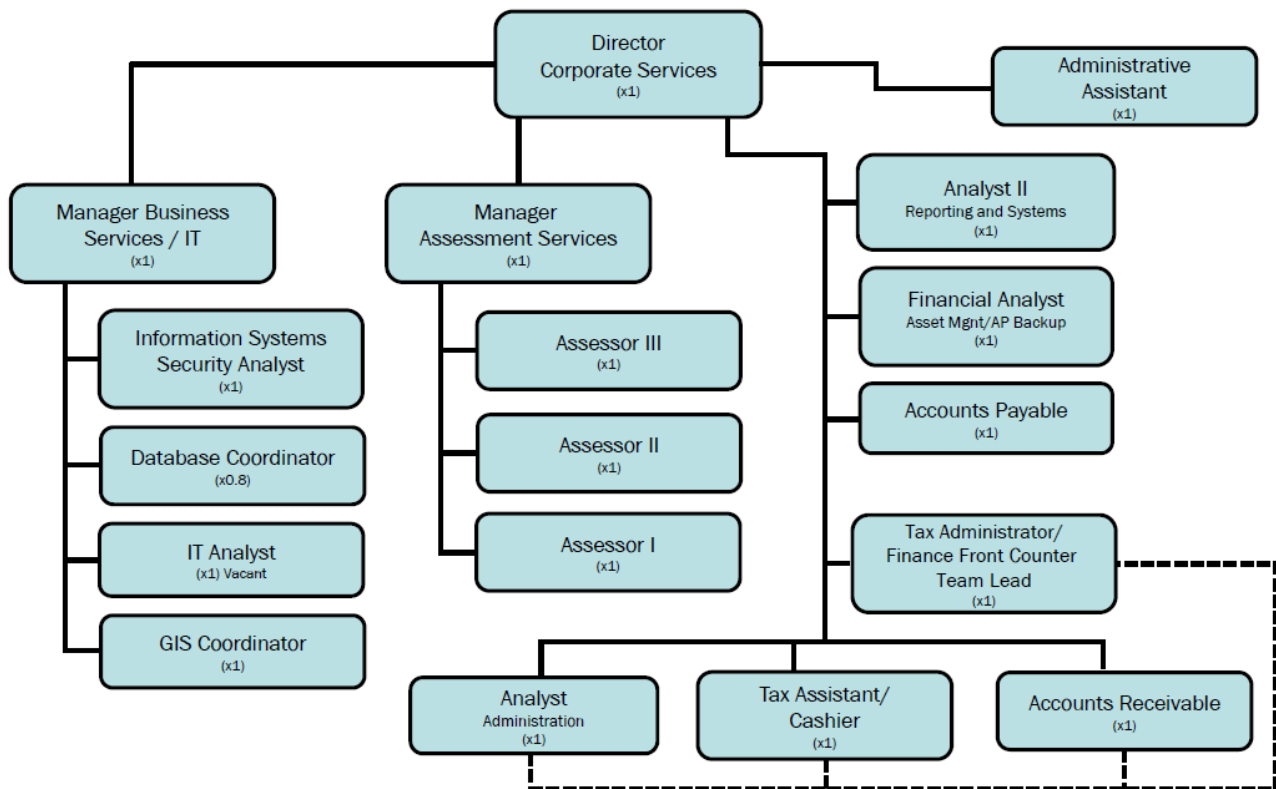 Director
Corporate Services
(x1)
Administrative
Assistant
(x1)
Manager Business
Services / IT
(x1)
Manager
Assessment Services
(x1)
Analyst II
Reporting and Systems
(x1)
Financial Analyst
Asset Mgnt/AP Backup
(x1)
Information Systems
Security Analyst
(x1)
Assessor III
(x1)
Accounts Payable
(x1)
Database Coordinator
(x0.8)
Assessor II
(x1)
IT Analyst
(x1) Vacant
Assessor I
(x1)
Tax Administrator/
Finance Front Counter
Team Lead
(x1)
GIS Coordinator
(x1)
Analyst
Administration
(x1)
Tax Assistant/
Cashier
(x1)
Accounts Receivable
(x1)